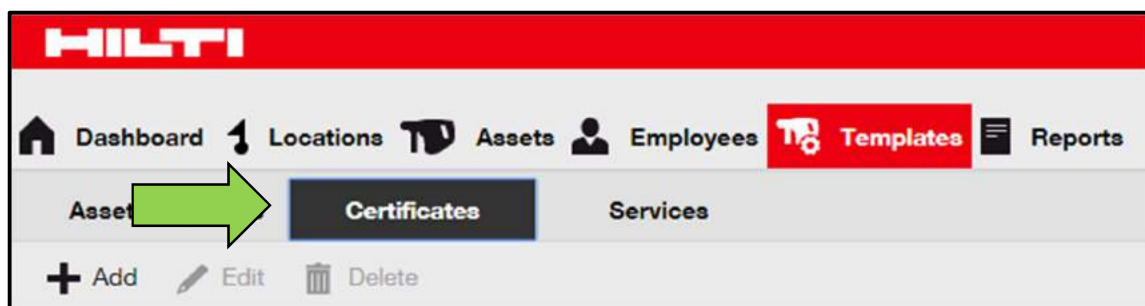 HILTI
Dashboard Locations Assets Employees Templates Reports
Certificates Services
Add Edit Delete